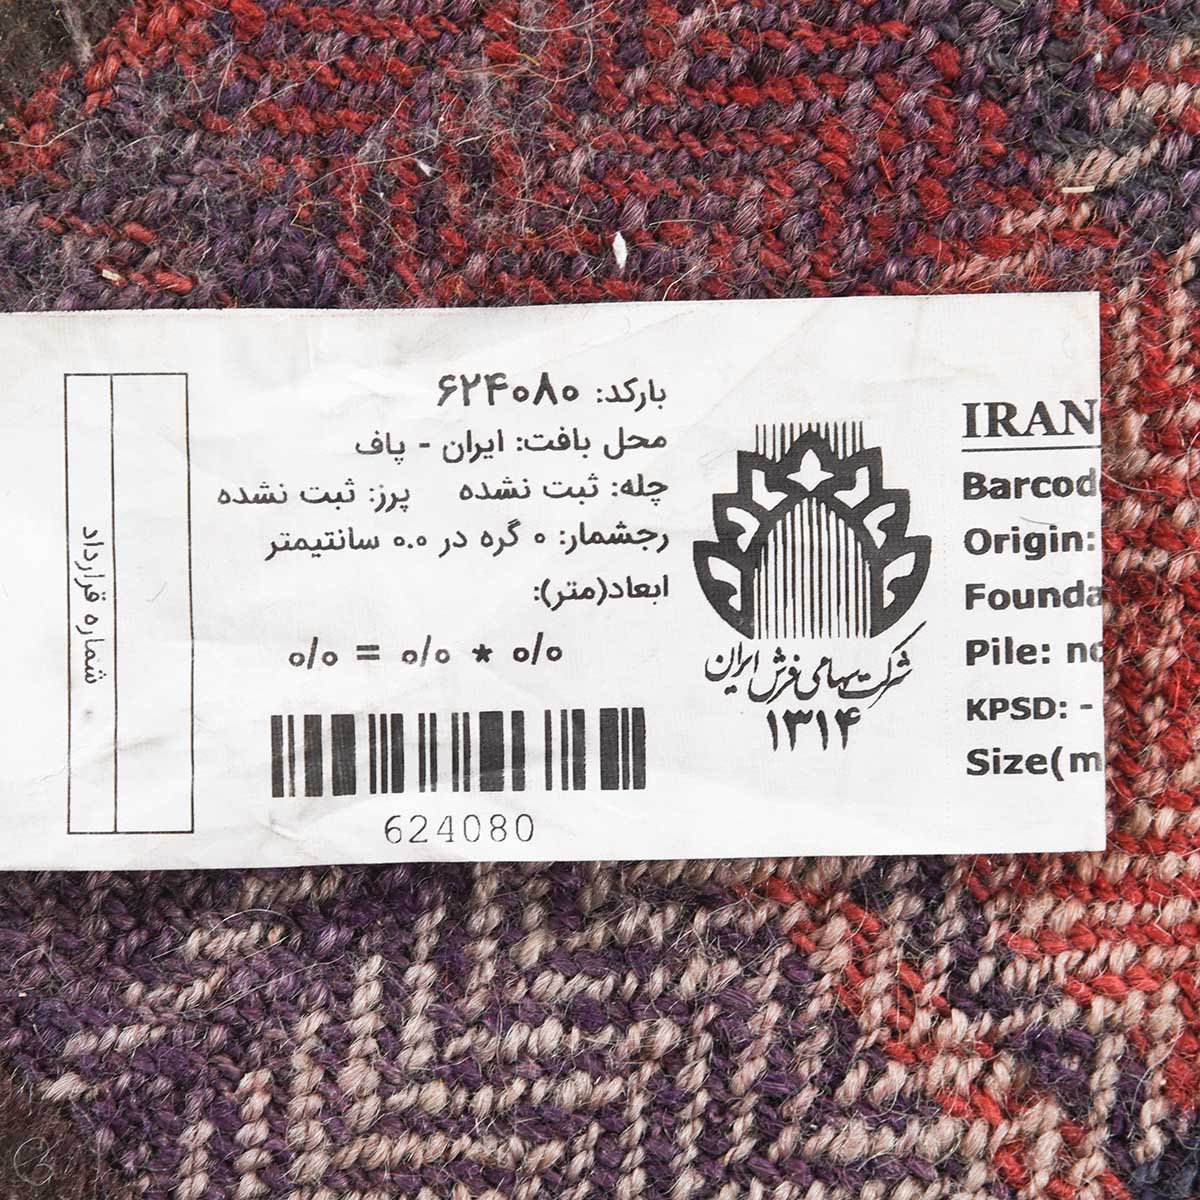 بارکد: ۶۲۴۰۸۰
محل بافت: ایران - پاف
چله: ثبت نشده پرز: ثبت نشده
رجشمار: ۰ گره در ۰.۰ سانتیمتر
ابعاد(متر):
۰/۰ * ۰/۰ = ۰/۰
624080
شماره قرارداد
شرکت سهامی فرش ایران
۱۳۱۴
IRAN
Barcod
Origin:
Founda
Pile: no
KPSD: -
Size(m